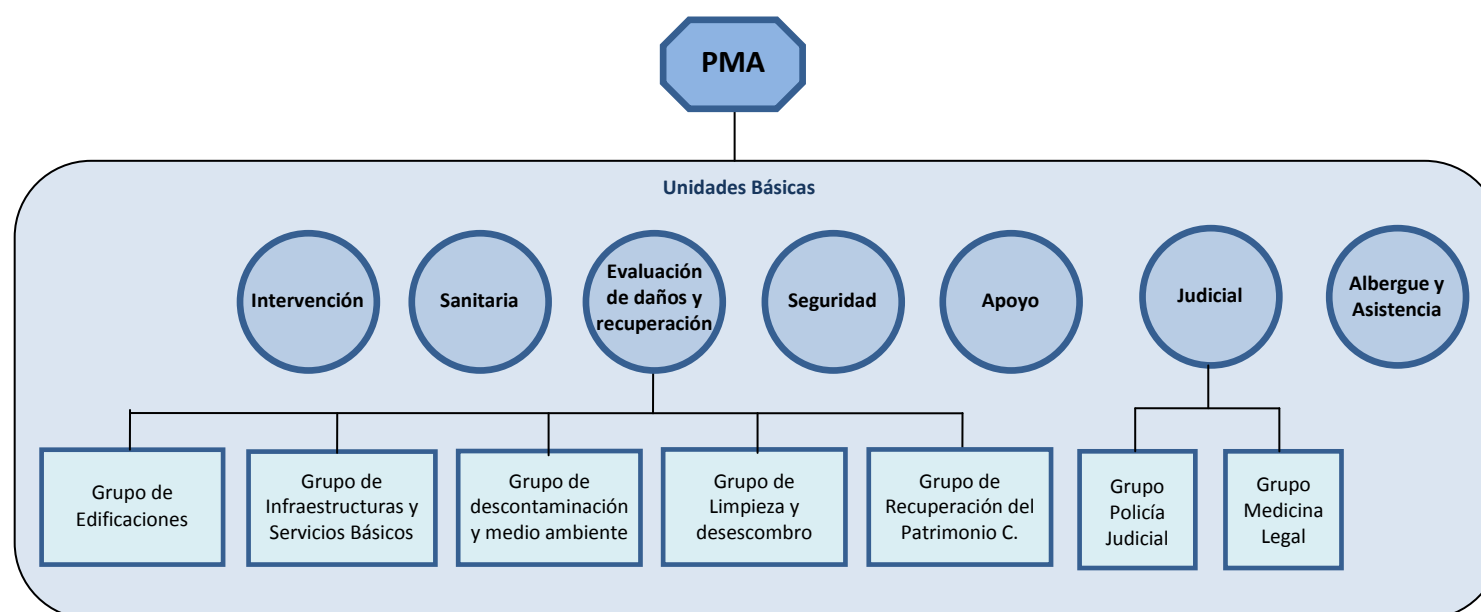 PMA
Unidades Básicas
Intervención
Sanitaria
Evaluación
de daños y
recuperación
Seguridad
Apoyo
Judicial
Albergue y
Asistencia
Grupo de
Edificaciones
Grupo de
Infraestructuras y
Servicios Básicos
Grupo de
descontaminación
y medio ambiente
Grupo de
Limpieza y
desescombro
Grupo de
Recuperación del
Patrimonio C.
Grupo
Policía
Judicial
Grupo
Medicina
Legal